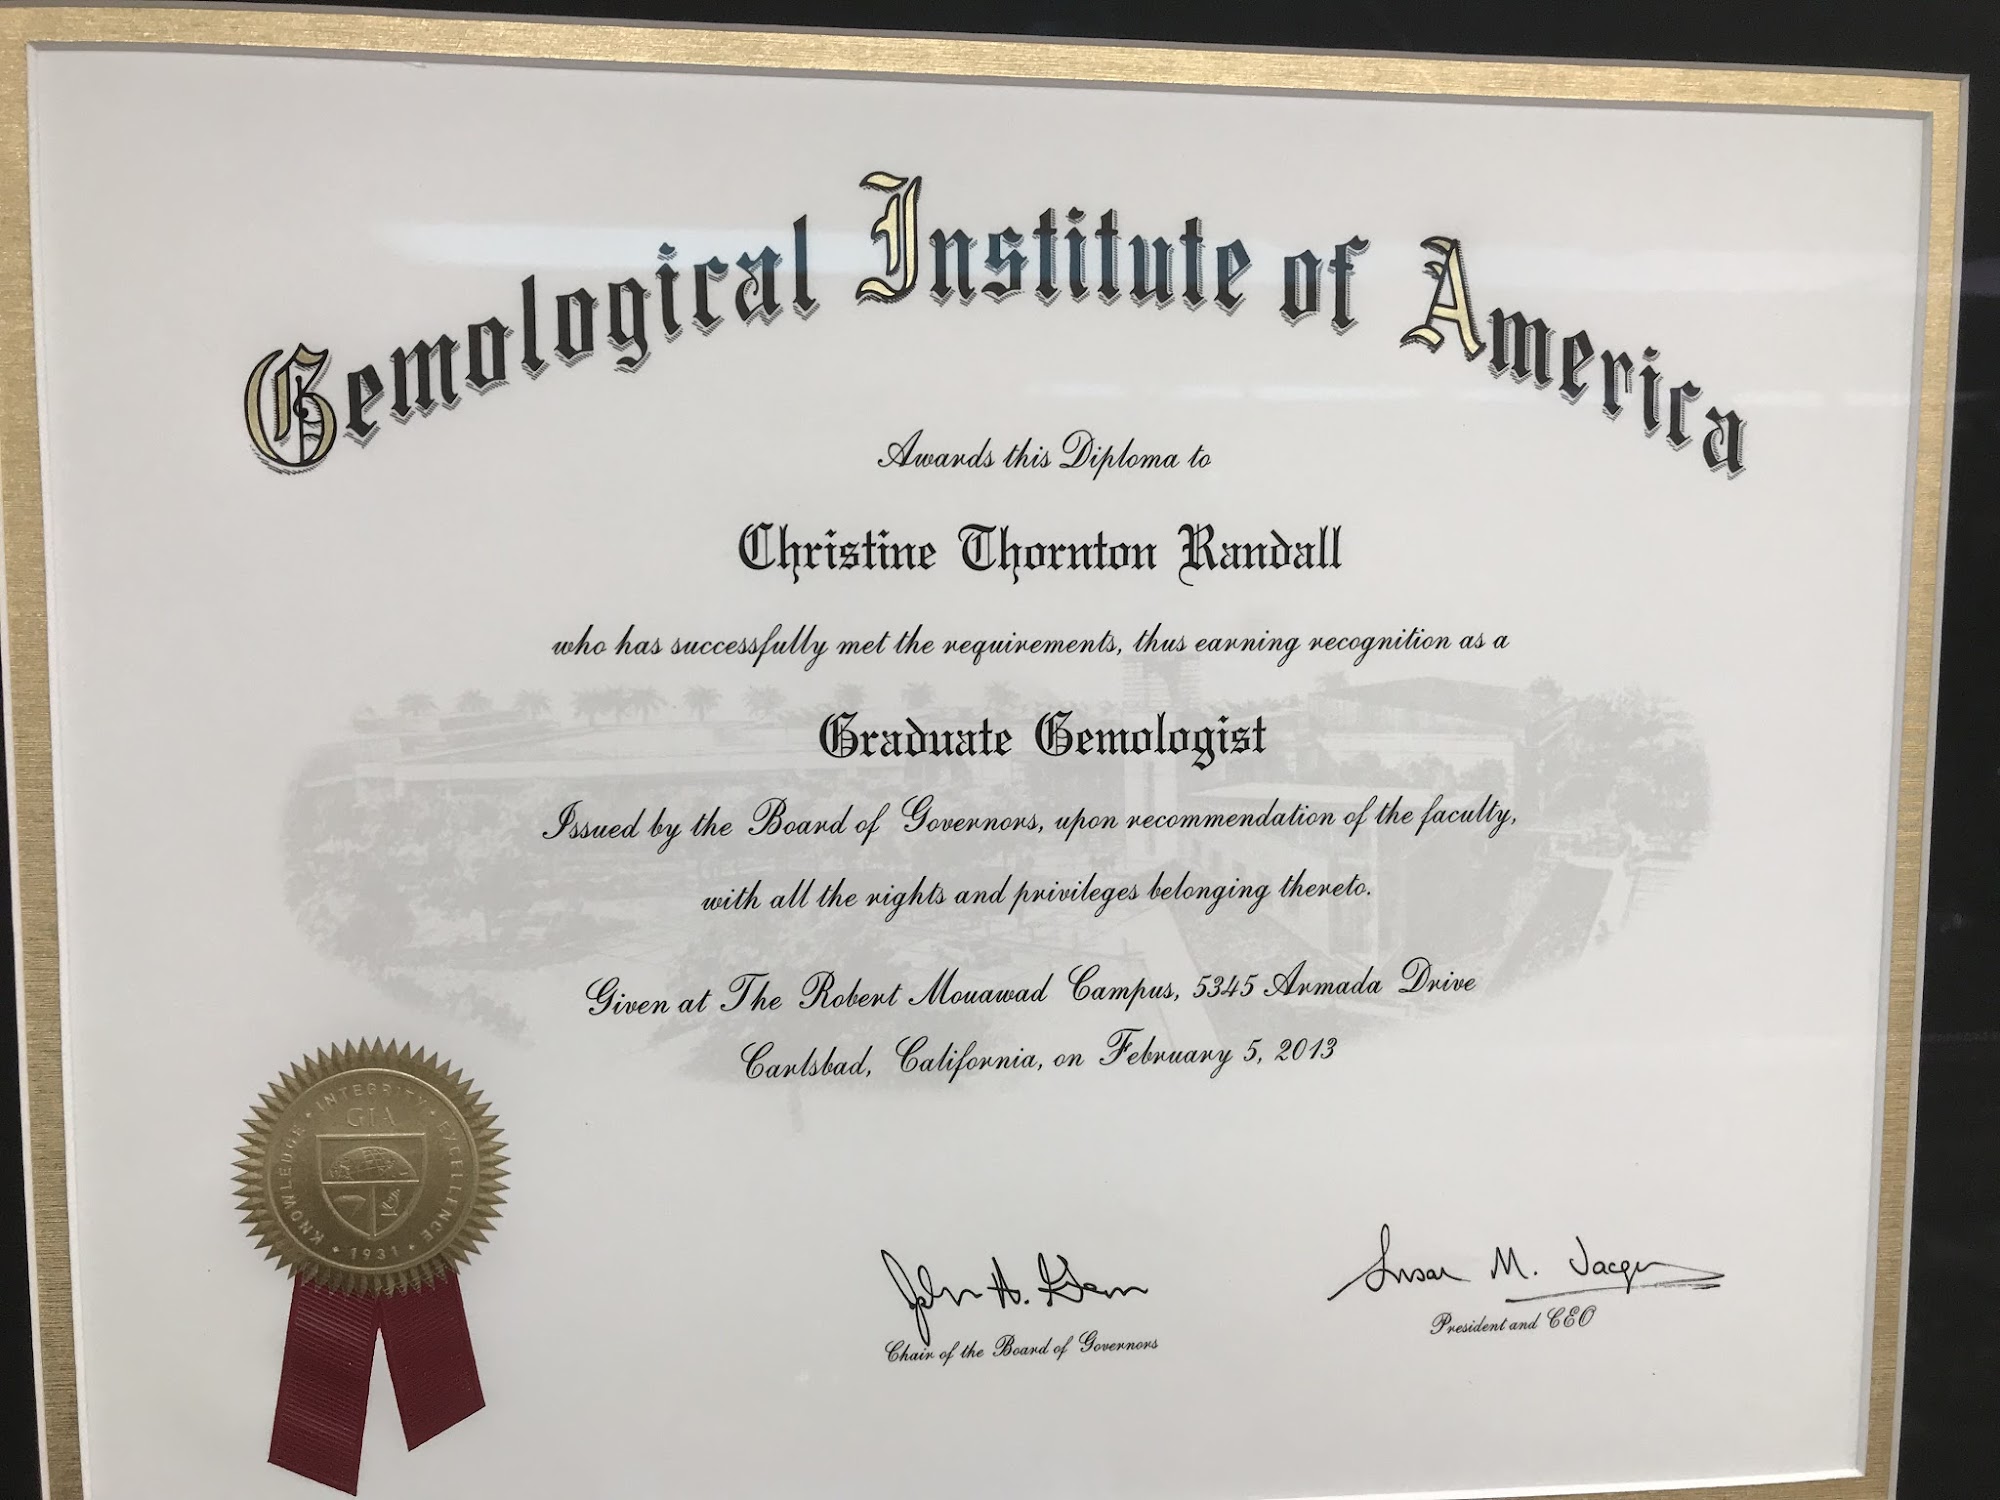 Gemological Institute of America
Awards this Diploma to
Christine Thornton Randall
who has successfully met the requirements, thus earning recognition as a
Graduate Gemologist
Issued by the Board of Governors, upon recommendation of the faculty,
with all the rights and privileges belonging thereto.
Given at The Robert Mouawad Campus, 5345 Armada Drive
Carlsbad, California, on February 5, 2013
KNOWLEDGE • INTEGRITY • EXCELLENCE
GIA
• 1931 •
John A.
Susan M. Jacques
Chair of the Board of Governors
President and CEO